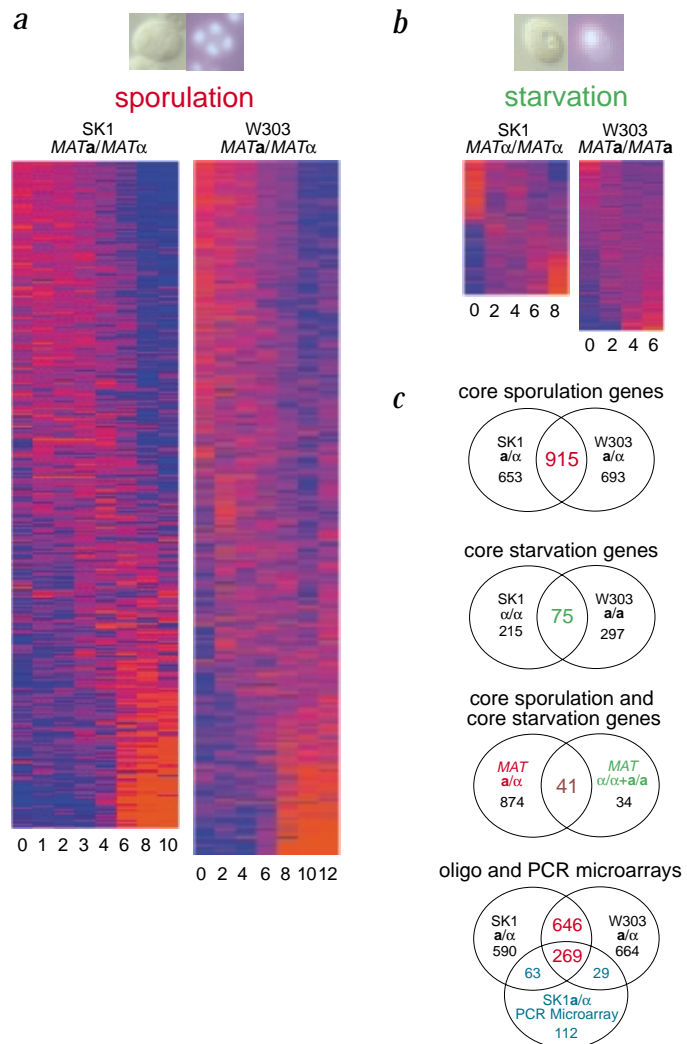 a
sporulation
SK1
MATa/MATα
W303
MATa/MATα
0 1 2 3 4 6 8 10
0 2 4 6 8 10 12
b
starvation
SK1
MATα/MATα
W303
MATa/MATa
0 2 4 6 8
0 2 4 6
c
core sporulation genes
SK1
a/α
653
915
W303
a/α
693
core starvation genes
SK1
α/α
215
75
W303
a/a
297
core sporulation and
core starvation genes
MAT
a/α
874
41
MAT
α/α+a/a
34
oligo and PCR microarrays
SK1
a/α
590
646
W303
a/α
664
269
63
29
SK1a/α
PCR Microarray
112